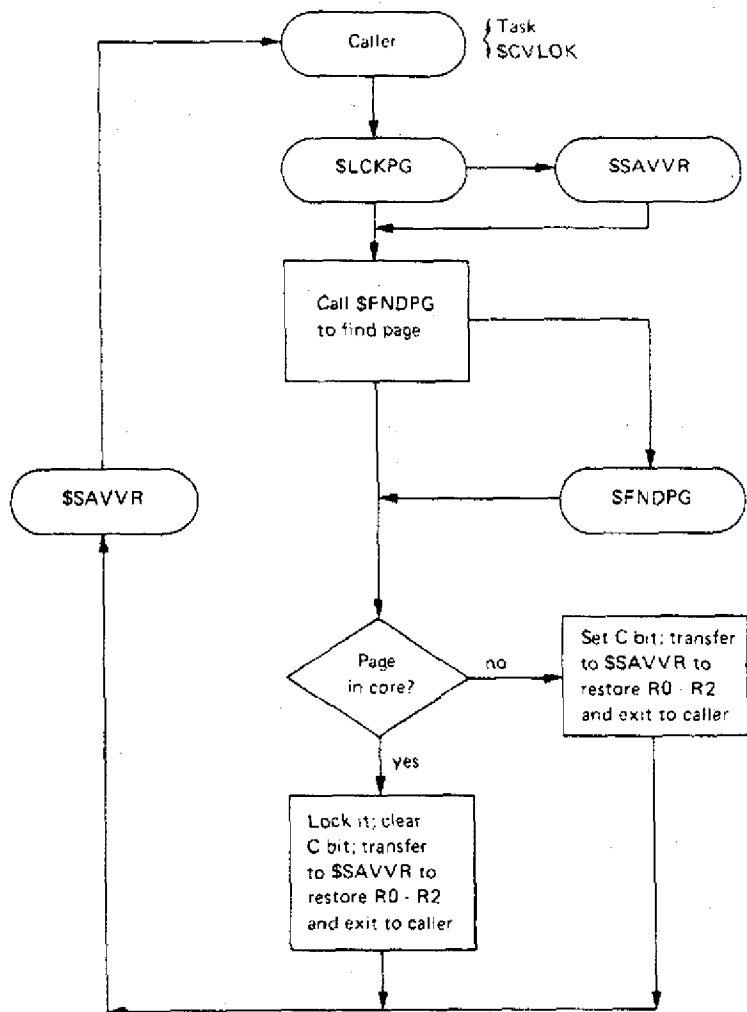 Caller
{ Task
$CVLOK
$LCKPG
$SAVVR
Call $FNDPG
to find page
$SAVVR
$FNDPG
Page
in core?
no
Set C bit; transfer
to $SAVVR to
restore R0 - R2
and exit to caller
yes
Lock it; clear
C bit; transfer
to $SAVVR to
restore R0 - R2
and exit to caller